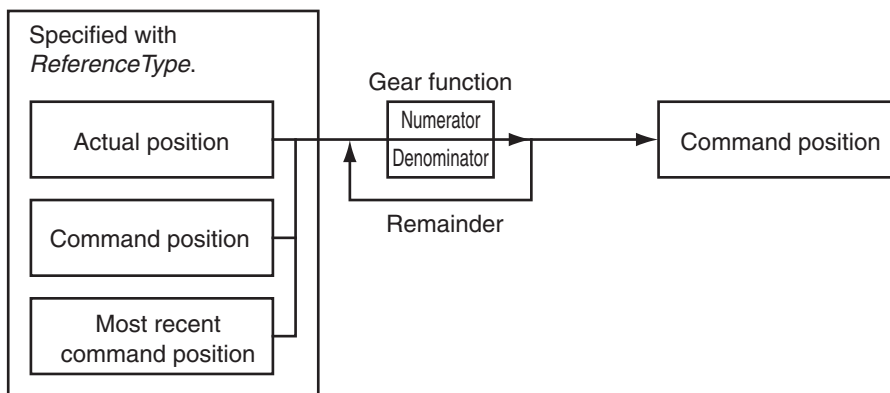 Specified with
ReferenceType.
Actual position
Command position
Most recent
command position
Gear function
Numerator
Denominator
Remainder
Command position